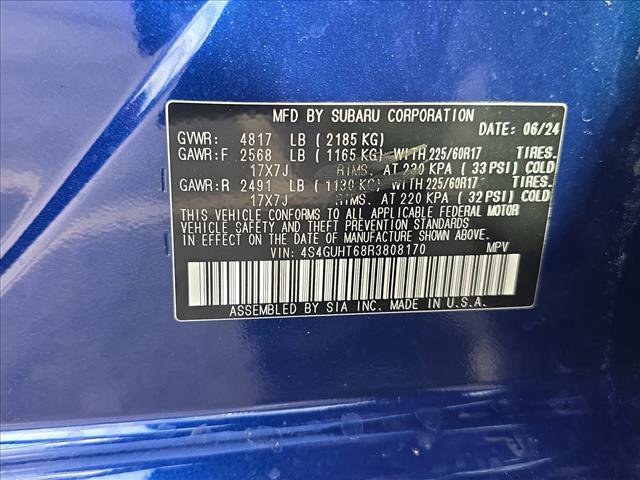 MFD BY SUBARU CORPORATION
DATE: 06/24
GVWR: 4817 LB ( 2185 KG)
GAWR:F 2568 LB ( 1165 KG) WITH 225/60R17 TIRES.
17X7J RIMS. AT 230 KPA ( 33 PSI) COLD
GAWR:R 2491 LB ( 1130 KG) WITH 225/60R17 TIRES.
17X7J RIMS. AT 220 KPA ( 32 PSI) COLD
THIS VEHICLE CONFORMS TO ALL APPLICABLE FEDERAL MOTOR
VEHICLE SAFETY AND THEFT PREVENTION STANDARDS
IN EFFECT ON THE DATE OF MANUFACTURE SHOWN ABOVE.
VIN: 4S4GUHT68R3808170 MPV
ASSEMBLED BY SIA INC. MADE IN U.S.A.